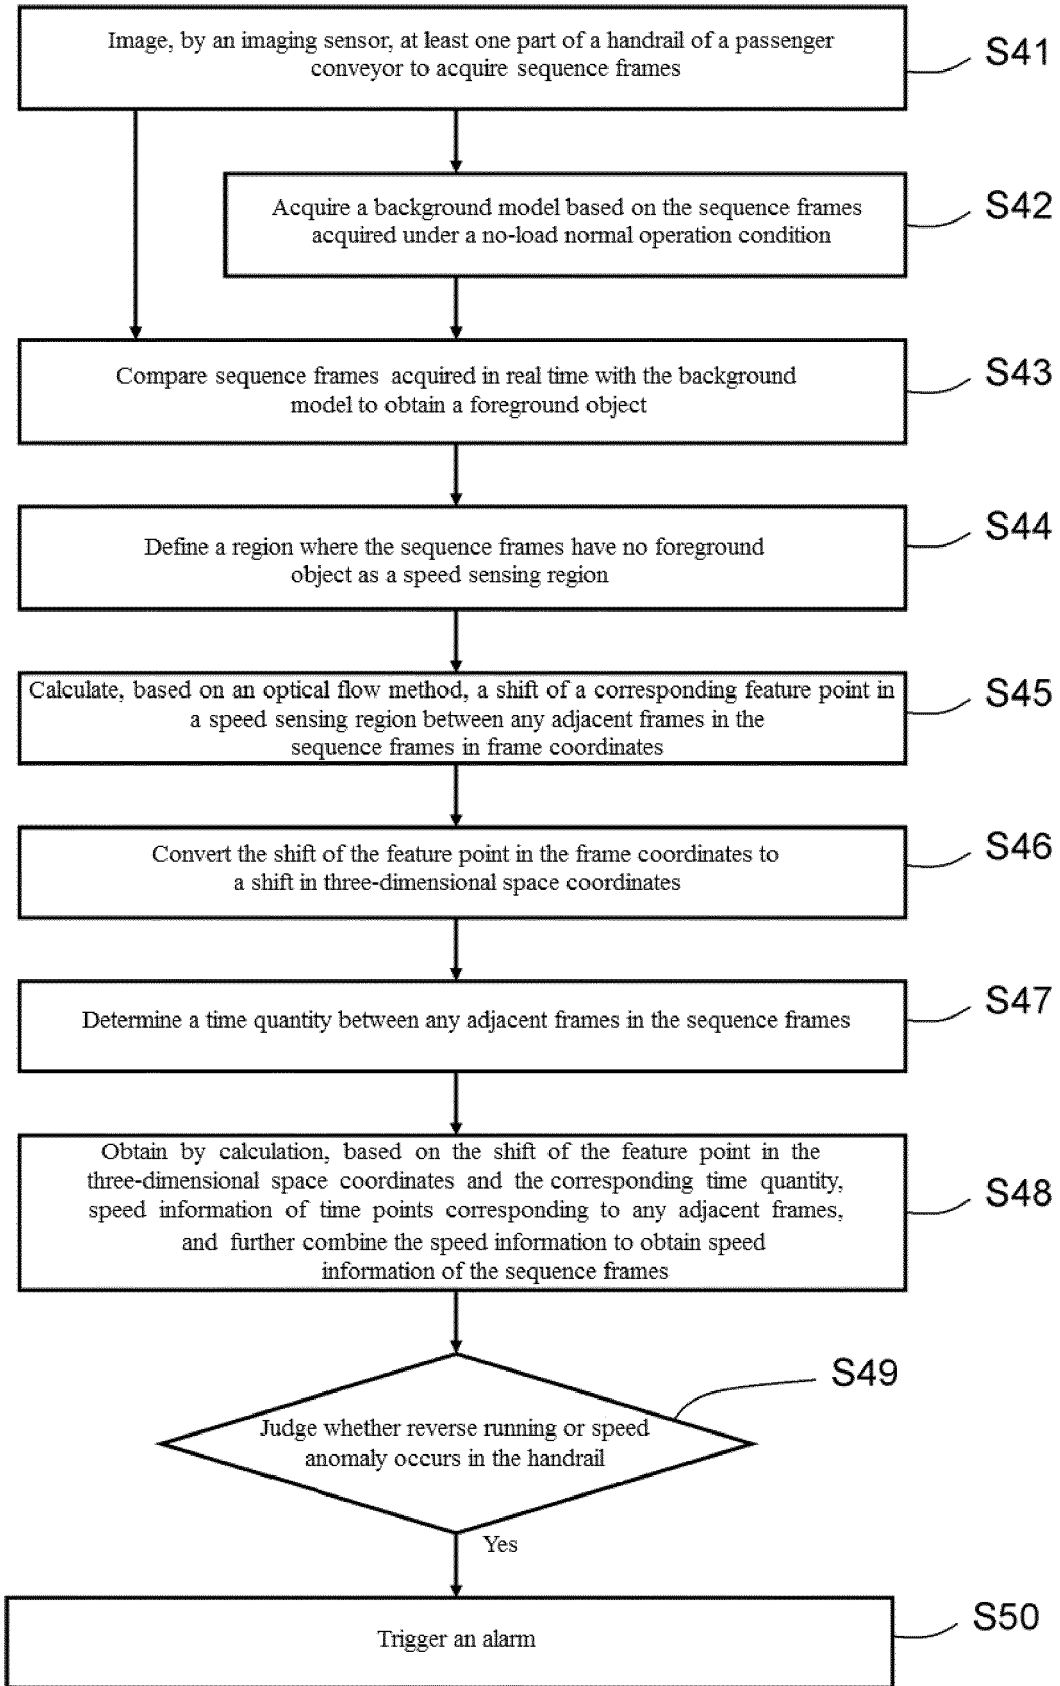 Image, by an imaging sensor, at least one part of a handrail of a passenger
conveyor to acquire sequence frames
S41
Acquire a background model based on the sequence frames
acquired under a no-load normal operation condition
S42
Compare sequence frames acquired in real time with the background
model to obtain a foreground object
S43
Define a region where the sequence frames have no foreground
object as a speed sensing region
S44
Calculate, based on an optical flow method, a shift of a corresponding feature point in
a speed sensing region between any adjacent frames in the
sequence frames in frame coordinates
S45
Convert the shift of the feature point in the frame coordinates to
a shift in three-dimensional space coordinates
S46
Determine a time quantity between any adjacent frames in the sequence frames
S47
Obtain by calculation, based on the shift of the feature point in the
three-dimensional space coordinates and the corresponding time quantity,
speed information of time points corresponding to any adjacent frames,
and further combine the speed information to obtain speed
information of the sequence frames
S48
Judge whether reverse running or speed
anomaly occurs in the handrail
S49
Yes
Trigger an alarm
S50